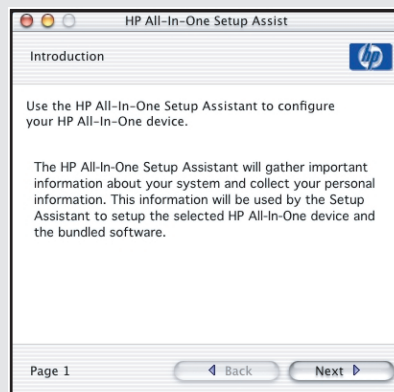 HP All-In-One Setup Assist
Introduction
hp
Use the HP All-In-One Setup Assistant to configure
your HP All-In-One device.
The HP All-In-One Setup Assistant will gather important
information about your system and collect your personal
information. This information will be used by the Setup
Assistant to setup the selected HP All-In-One device and
the bundled software.
Page 1
Back
Next